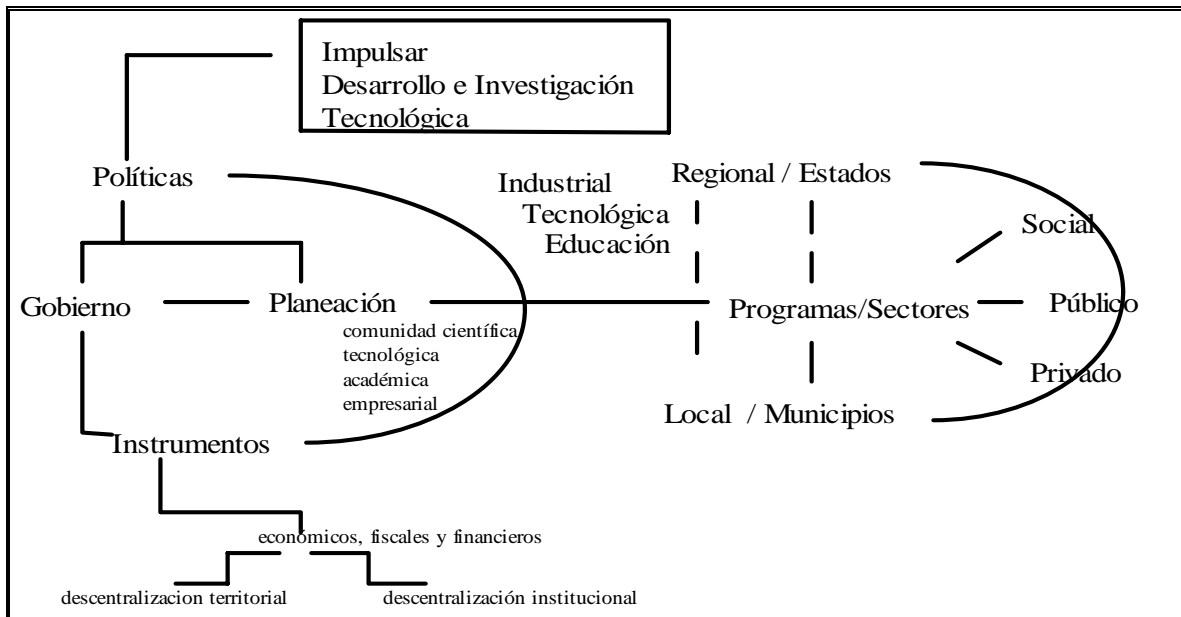 Impulsar
Desarrollo e Investigación
Tecnológica
Políticas
Industrial
Tecnológica
Educación
Regional / Estados
Social
Gobierno
Planeación
Programas/Sectores
Público
comunidad científica
tecnológica
académica
empresarial
Privado
Local / Municipios
Instrumentos
económicos, fiscales y financieros
descentralizacion territorial
descentralización institucional